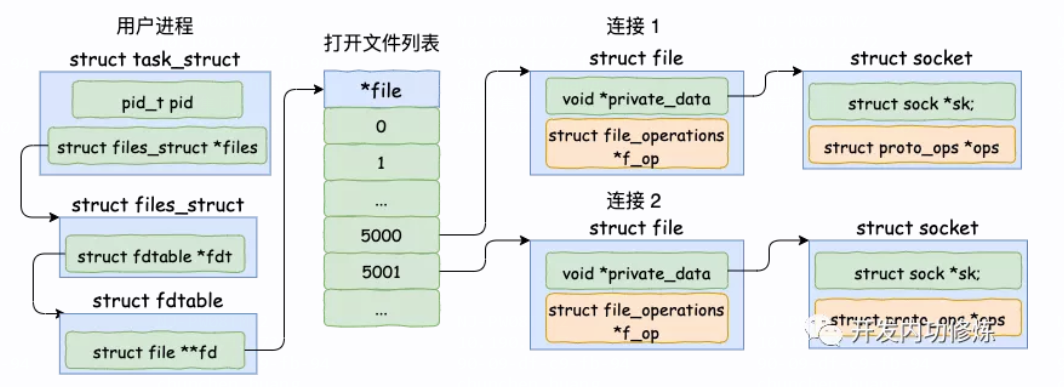 用户进程
struct task_struct
pid_t pid
struct files_struct *files
struct files_struct
struct fdtable *fdt
struct fdtable
struct file **fd
打开文件列表
*file
0
1
...
5000
5001
...
连接 1
struct file
void *private_data
struct file_operations
*f_op
struct socket
struct sock *sk;
struct proto_ops *ops
连接 2
struct file
void *private_data
struct file_operations
*f_op
struct socket
struct sock *sk;
struct proto_ops *ops
开发内功修炼